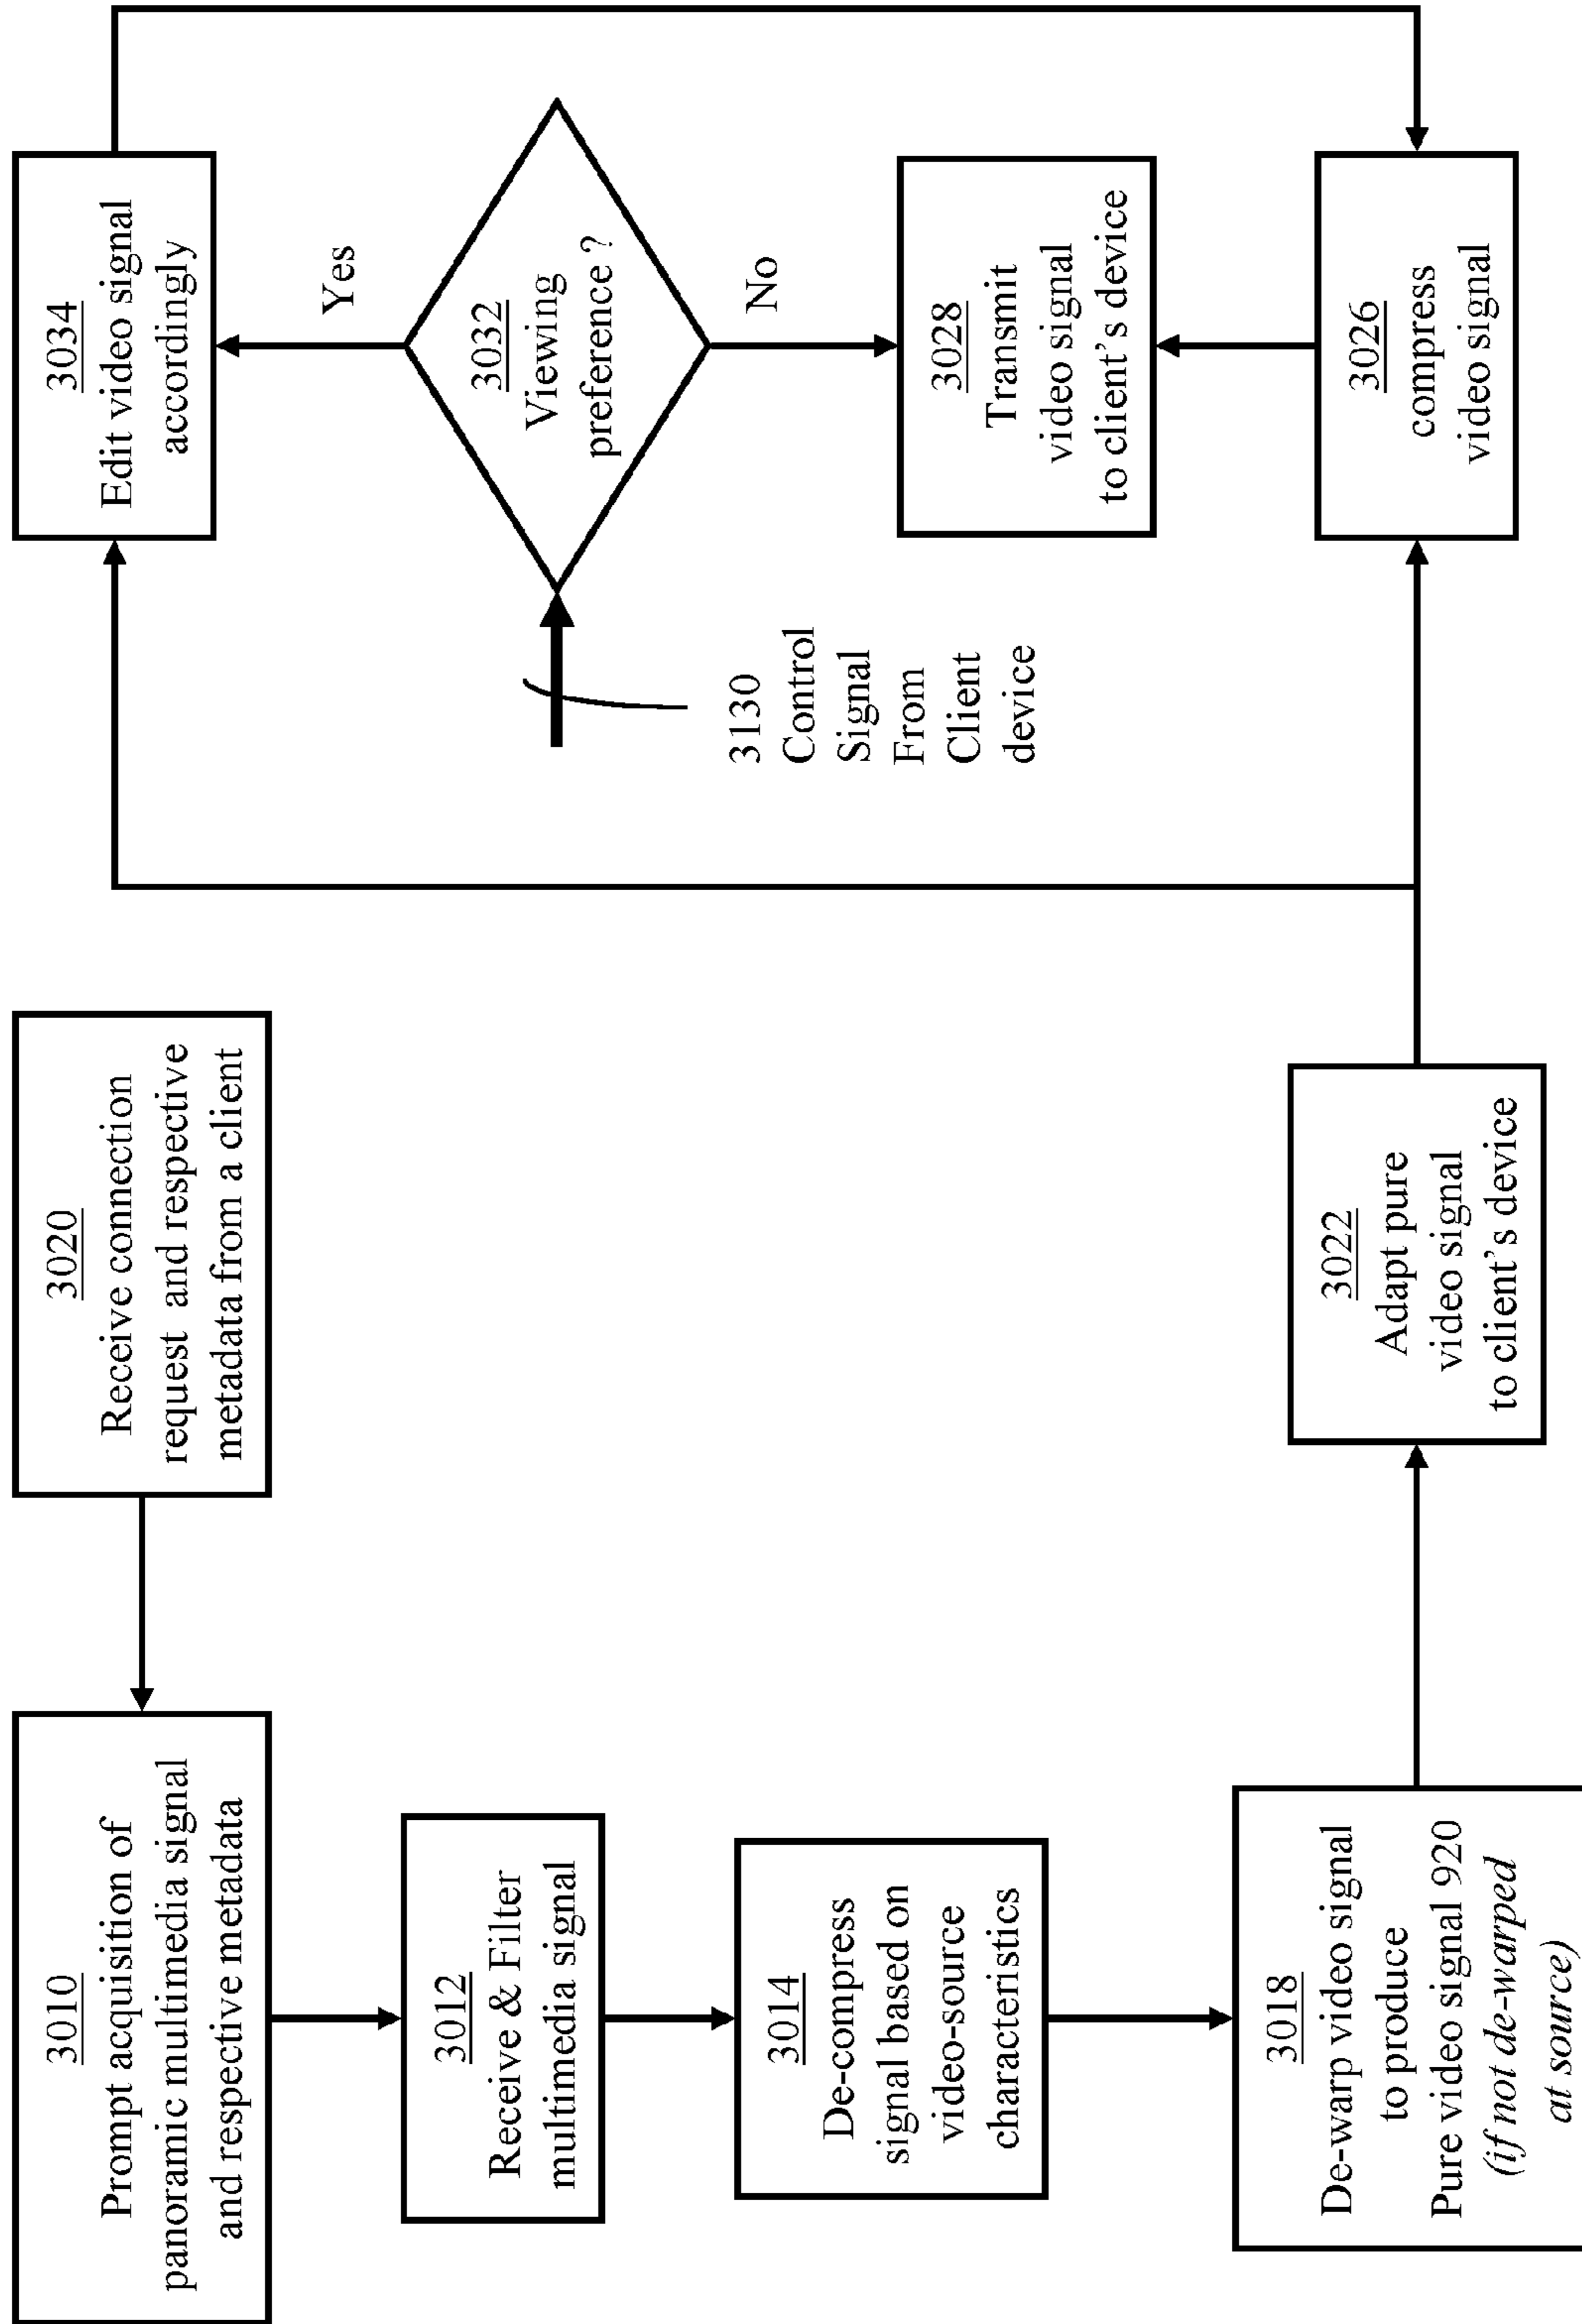 3010
Prompt acquisition of
panoramic multimedia signal
and respective metadata
3012
Receive & Filter
multimedia signal
3014
De-compress
signal based on
video-source
characteristics
3018
De-warp video signal
to produce
Pure video signal 920
(if not de-warped
at source)
3020
Receive connection
request and respective
metadata from a client
3022
Adapt pure
video signal
to client's device
3034
Edit video signal
accordingly
Yes
3032
Viewing
preference ?
No
3130
Control
Signal
From
Client
device
3028
Transmit
video signal
to client's device
3026
compress
video signal